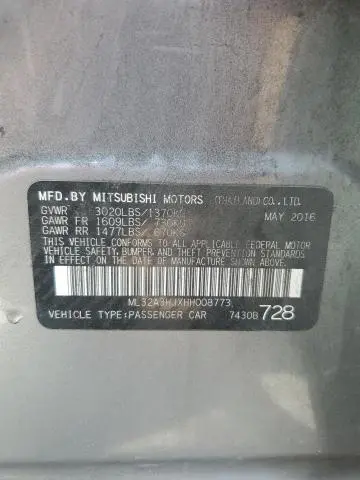 MFD.BY MITSUBISHI MOTORS (THAILAND) CO., LTD.
GVWR 3020LBS/1370KG MAY 2016
GAWR FR 1609LBS/ 730KG
GAWR RR 1477LBS/ 670KG
THIS VEHICLE CONFORMS TO ALL APPLICABLE FEDERAL MOTOR
VEHICLE SAFETY, BUMPER, AND THEFT PREVENTION STANDARDS
IN EFFECT ON THE DATE OF MANUFACTURE SHOWN ABOVE.
ML32A3HJXHH008773
VEHICLE TYPE:PASSENGER CAR 7430B 728